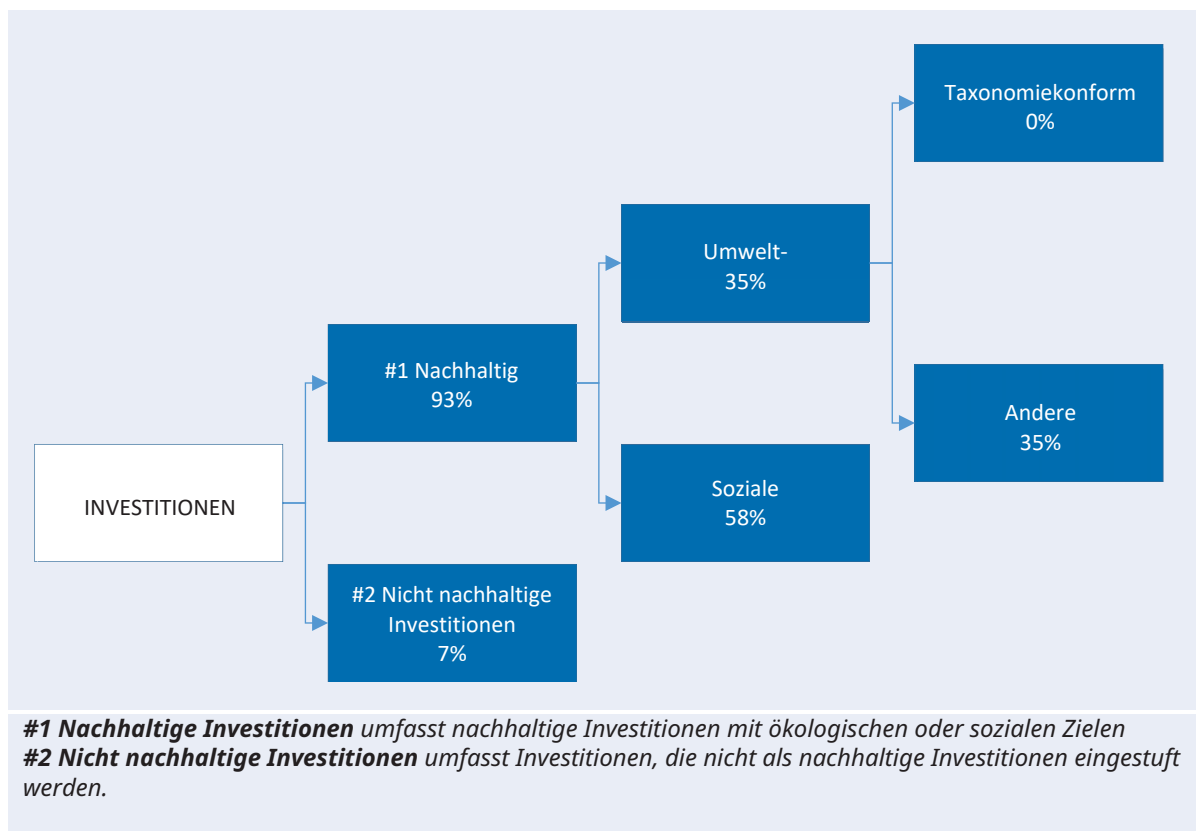 Taxonomiekonform
0%
Umwelt-
35%
#1 Nachhaltig
93%
Andere
35%
Soziale
58%
INVESTITIONEN
#2 Nicht nachhaltige
Investitionen
7%
#1 Nachhaltige Investitionen umfasst nachhaltige Investitionen mit ökologischen oder sozialen Zielen
#2 Nicht nachhaltige Investitionen umfasst Investitionen, die nicht als nachhaltige Investitionen eingestuft
werden.